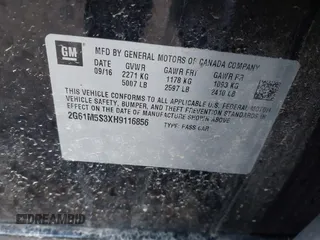 GM
MFD BY GENERAL MOTORS OF CANADA COMPANY
DATE GVWR GAWR FRT GAWR RR
09/16 2271 KG 1178 KG 1093 KG
5007 LB 2597 LB 2410 LB
THIS VEHICLE CONFORMS TO ALL APPLICABLE U.S. FEDERAL MOTOR
VEHICLE SAFETY, BUMPER, AND THEFT PREVENTION STANDARDS IN
EFFECT ON THE DATE OF MANUFACTURE SHOWN ABOVE.
2G61M5S3XH9116856 TYPE: PASS CAR
DREAMBID